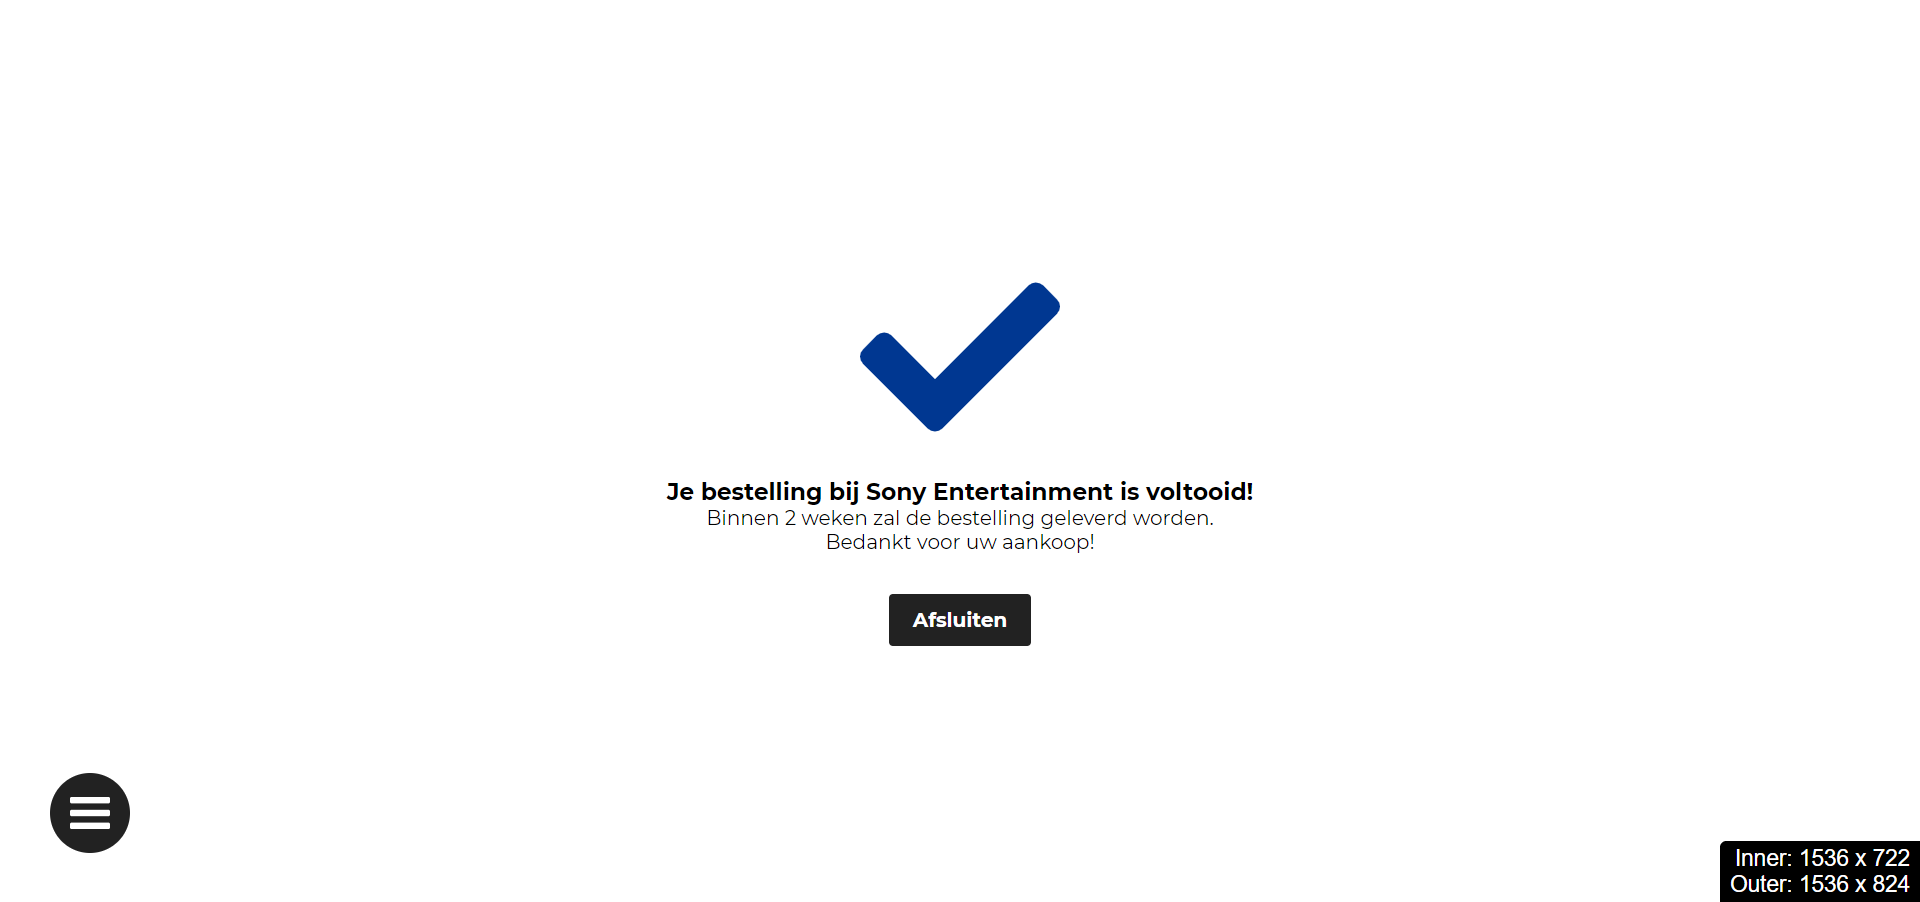 Je bestelling bij Sony Entertainment is voltooid!
Binnen 2 weken zal de bestelling geleverd worden.
Bedankt voor uw aankoop!
Afsluiten
Inner: 1536 x 722
Outer: 1536 x 824